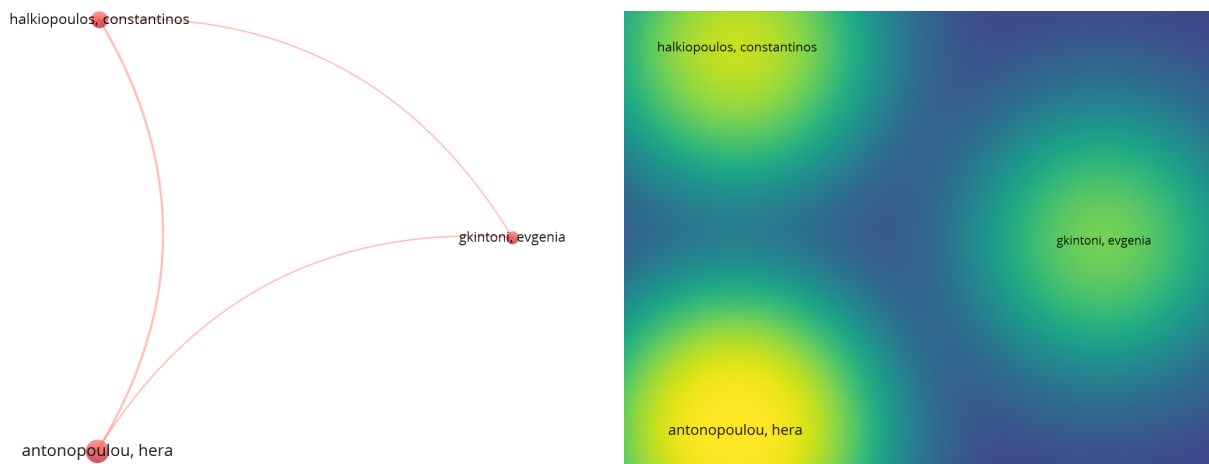 halkiopoulos, constantinos
gkintoni, evgenia
antonopoulou, hera
halkiopoulos, constantinos
gkintoni, evgenia
antonopoulou, hera